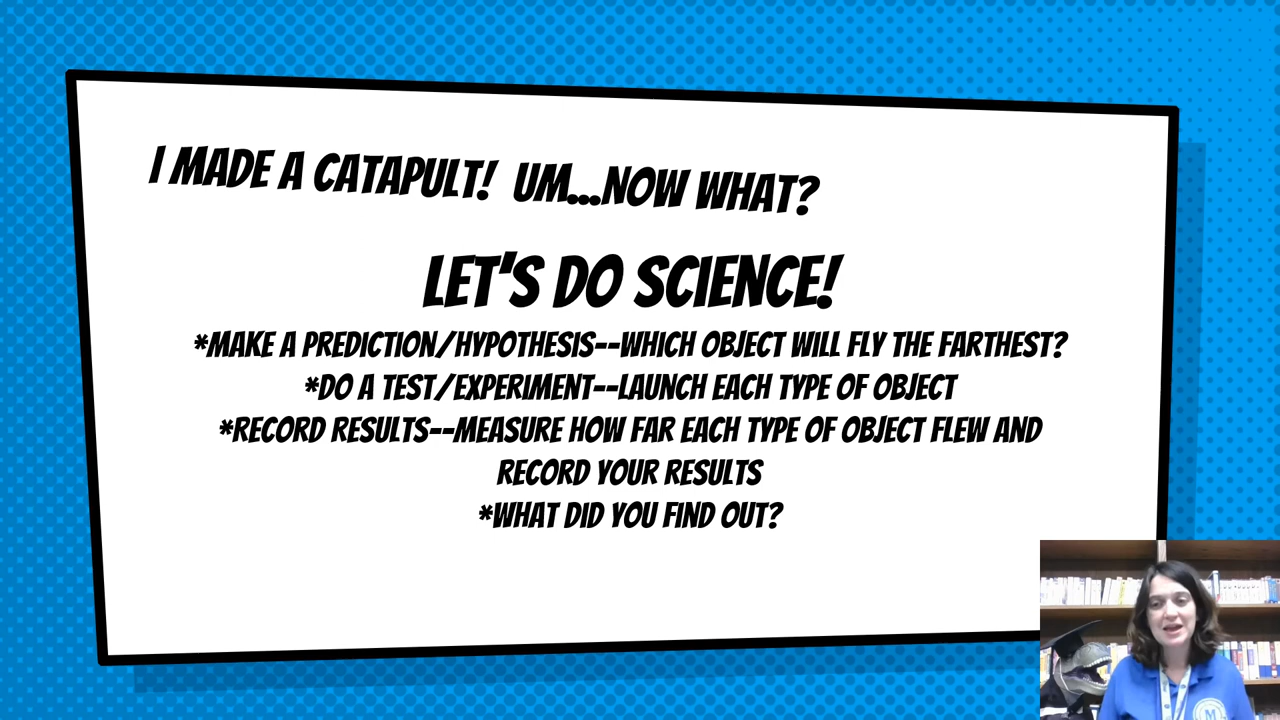 I MADE A CATAPULT! UM...NOW WHAT?
LET'S DO SCIENCE!
*MAKE A PREDICTION/HYPOTHESIS--WHICH OBJECT WILL FLY THE FARTHEST?
*DO A TEST/EXPERIMENT--LAUNCH EACH TYPE OF OBJECT
*RECORD RESULTS--MEASURE HOW FAR EACH TYPE OF OBJECT FLEW AND
RECORD YOUR RESULTS
*WHAT DID YOU FIND OUT?
M